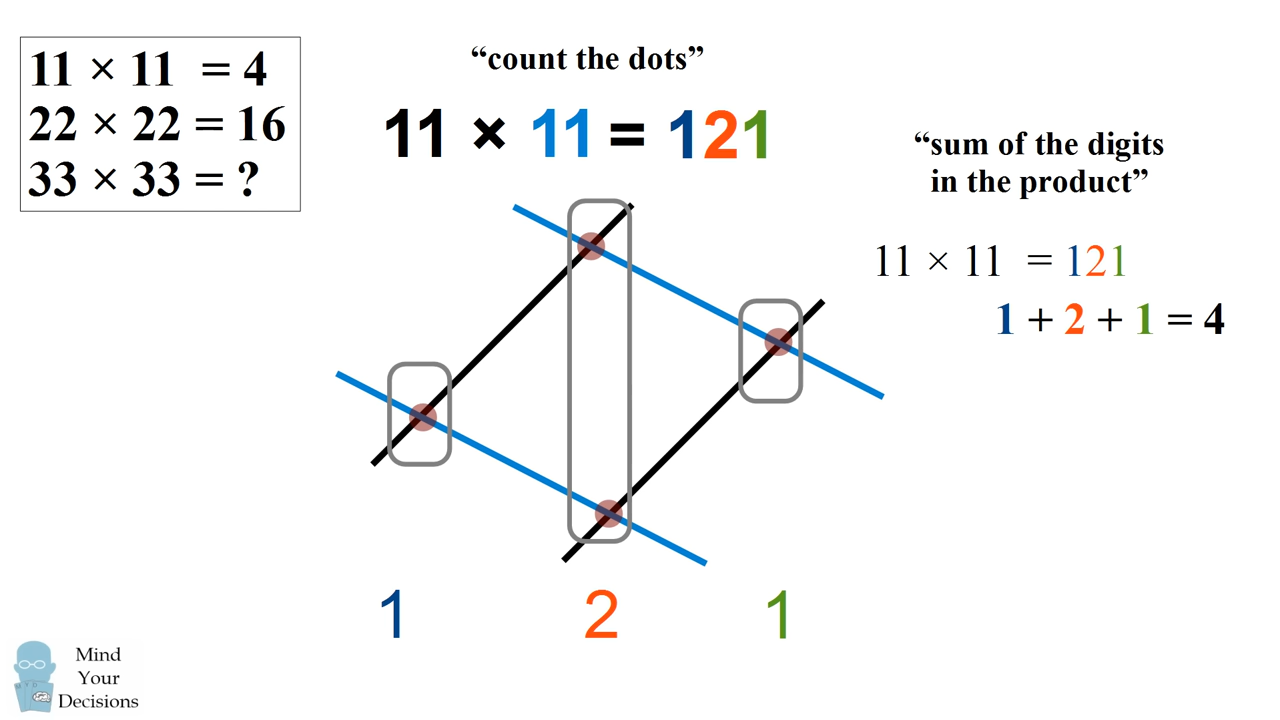 11 × 11 = 4
22 × 22 = 16
33 × 33 = ?
“count the dots”
11 × 11 = 121
“sum of the digits
in the product”
11 × 11 = 121
1 + 2 + 1 = 4
1 2 1
Mind
Your
Decisions